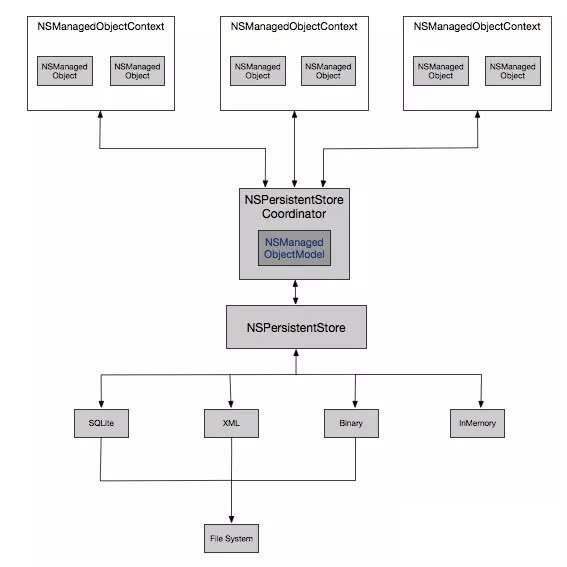 NSManagedObjectContext
NSManaged
Object
NSManaged
Object
NSManagedObjectContext
NSManaged
Object
NSManaged
Object
NSManagedObjectContext
NSManaged
Object
NSManaged
Object
NSPersistentStore
Coordinator
NSManaged
ObjectModel
NSPersistentStore
SQLite
XML
Binary
InMemory
File System